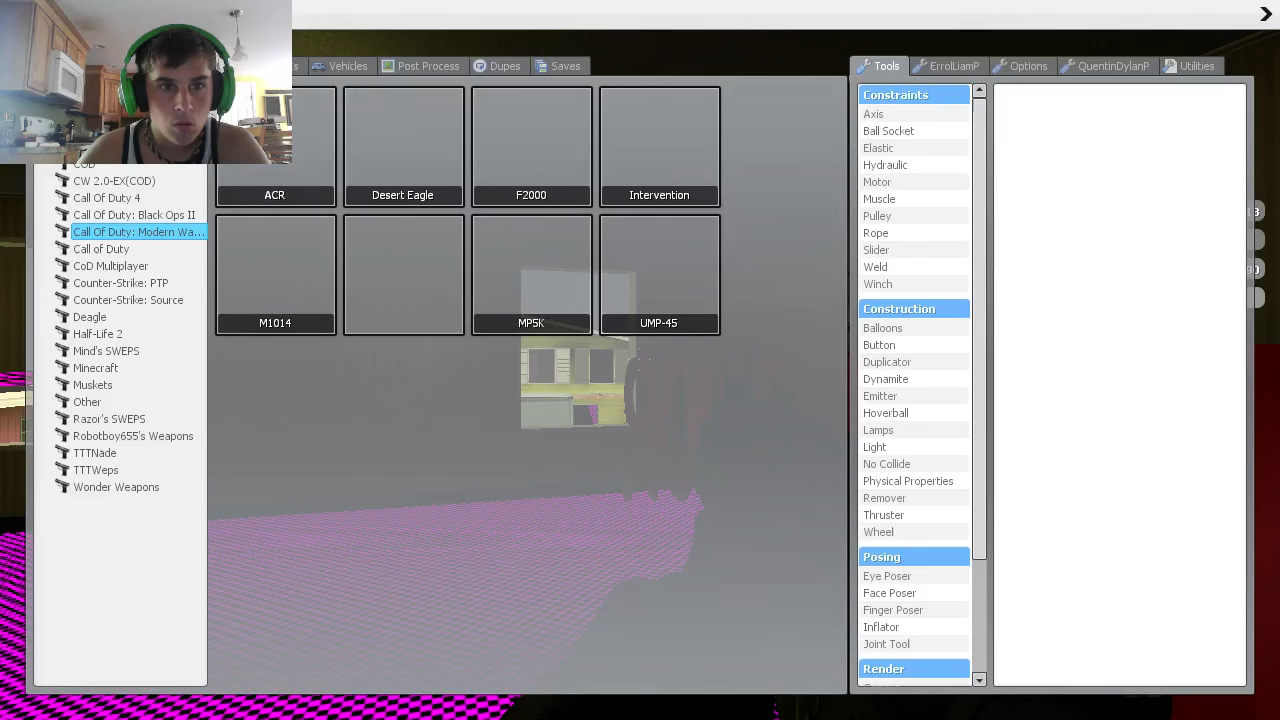 Vehicles
Post Process
Dupes
Saves
Tools
ErrolLiamP
Options
QuentinDylanP
Utilities
CW 2.0-EX(COD)
Call Of Duty 4
Call Of Duty: Black Ops II
Call Of Duty: Modern Wa...
Call of Duty
CoD Multiplayer
Counter-Strike: PTP
Counter-Strike: Source
Deagle
Half-Life 2
Mind's SWEPS
Minecraft
Muskets
Other
Razor's SWEPS
Robotboy655's Weapons
TTTNade
TTTWeps
Wonder Weapons
ACR
Desert Eagle
F2000
Intervention
M1014
MP5K
UMP-45
Constraints
Axis
Ball Socket
Elastic
Hydraulic
Motor
Muscle
Pulley
Rope
Slider
Weld
Winch
Construction
Balloons
Button
Duplicator
Dynamite
Emitter
Hoverball
Lamps
Light
No Collide
Physical Properties
Remover
Thruster
Wheel
Posing
Eye Poser
Face Poser
Finger Poser
Inflator
Joint Tool
Render